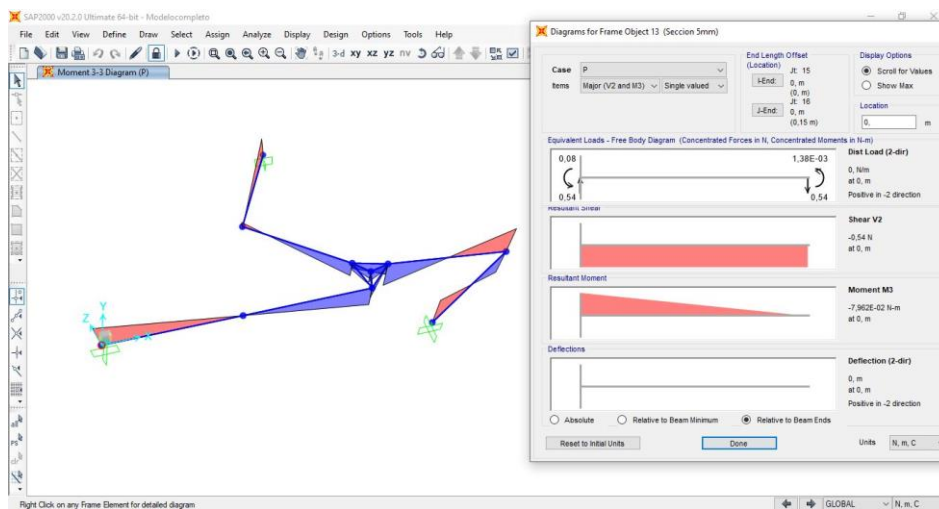 SAP2000 v20.2.0 Ultimate 64-bit - Modelocompleto
File Edit View Define Draw Select Assign Analyze Display Design Options Tools Help
3-d xy xz yz nv
Moment 3-3 Diagram (P)
Z Y X
all
PS
clr
Right Click on any Frame Element for detailed diagram
GLOBAL N, m, C
Diagrams for Frame Object 13 (Seccion 5mm)
Case P
Items Major (V2 and M3) Single valued
End Length Offset
(Location)
Jt: 15
I-End: 0, m
(0, m)
Jt: 16
J-End: 0, m
(0,15 m)
Display Options
Scroll for Values
Show Max
Location
0, m
Equivalent Loads - Free Body Diagram (Concentrated Forces in N, Concentrated Moments in N-m)
0,08 1,38E-03
0,54 0,54
Dist Load (2-dir)
0, N/m
at 0, m
Positive in -2 direction
Resultant Shear
Shear V2
-0,54 N
at 0, m
Resultant Moment
Moment M3
-7,962E-02 N-m
at 0, m
Deflections
Deflection (2-dir)
0, m
at 0, m
Positive in -2 direction
Absolute Relative to Beam Minimum Relative to Beam Ends
Reset to Initial Units Done Units N, m, C